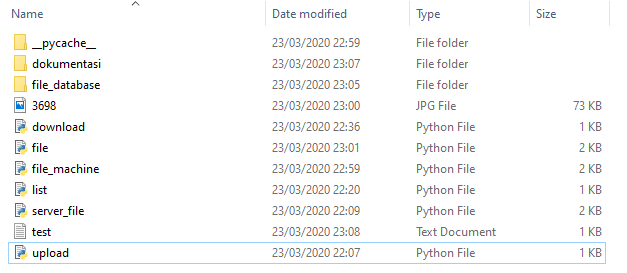 Name Date modified Type Size
__pycache__ 23/03/2020 22:59 File folder
dokumentasi 23/03/2020 23:07 File folder
file_database 23/03/2020 23:05 File folder
3698 23/03/2020 23:00 JPG File 73 KB
download 23/03/2020 22:36 Python File 1 KB
file 23/03/2020 23:01 Python File 2 KB
file_machine 23/03/2020 22:59 Python File 2 KB
list 23/03/2020 22:20 Python File 1 KB
server_file 23/03/2020 22:09 Python File 2 KB
test 23/03/2020 23:08 Text Document 1 KB
upload 23/03/2020 22:07 Python File 1 KB